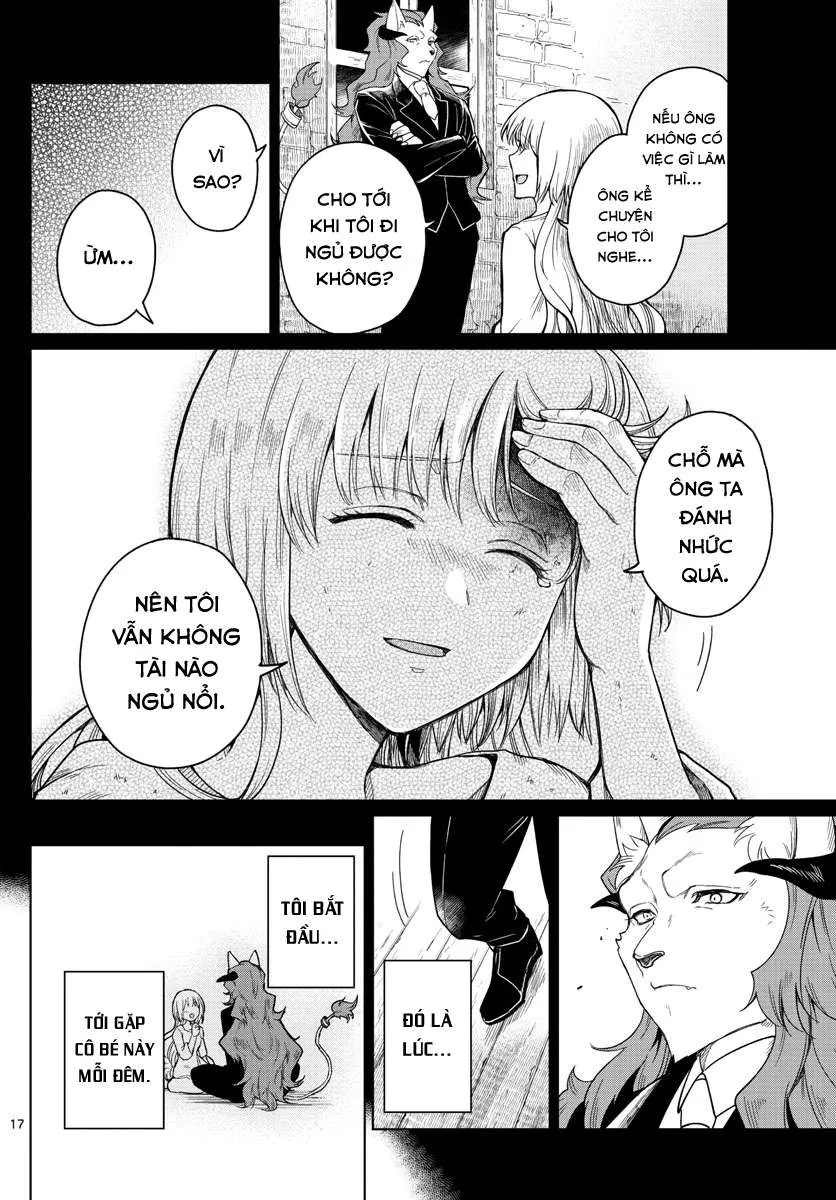 NẾU ÔNG
KHÔNG CÓ
VIỆC GÌ LÀM
THÌ...
ÔNG KỂ
CHUYỆN
CHO TÔI
NGHE...
CHO TỚI
KHI TÔI ĐI
NGỦ ĐƯỢC
KHÔNG?
VÌ
SAO?
ỪM...
CHỖ MÀ
ÔNG TA
ĐÁNH
NHỨC
QUÁ.
NÊN TÔI
VẪN KHÔNG
TÀI NÀO
NGỦ NỔI.
ĐÓ LÀ
LÚC...
TÔI BẮT
ĐẦU...
TỚI GẶP
CÔ BÉ NÀY
MỖI ĐÊM.
17